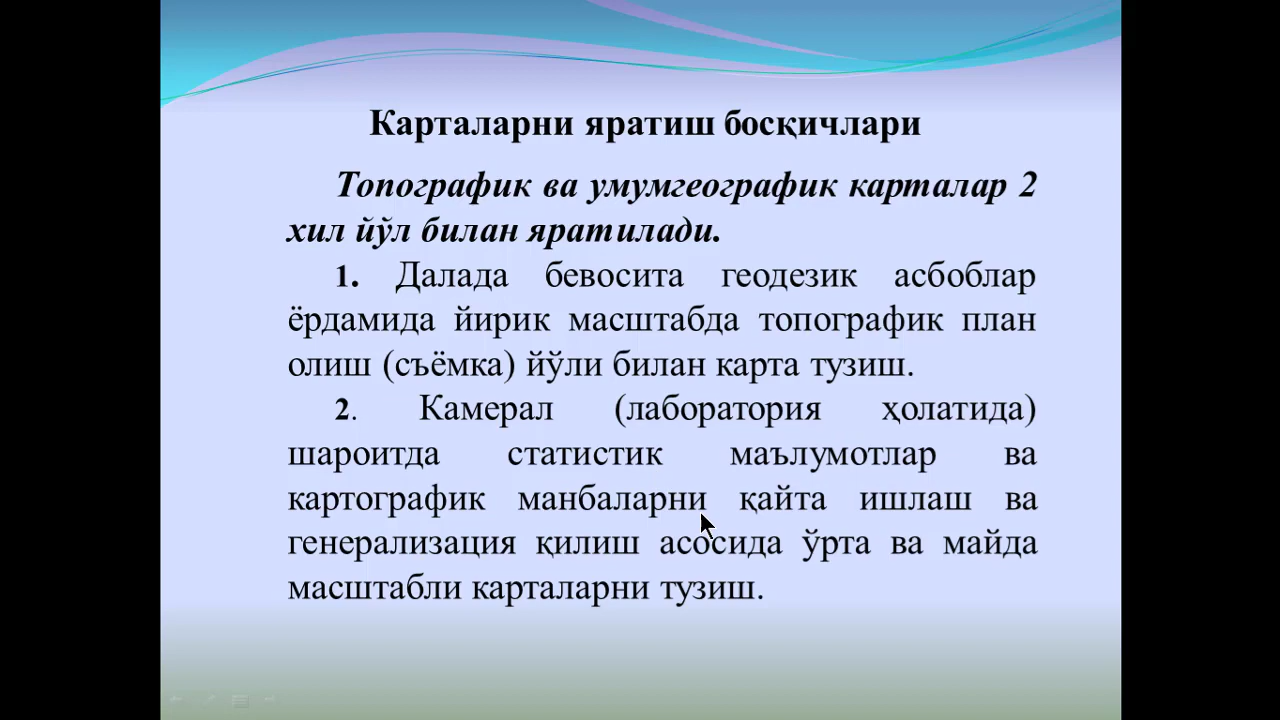 Карталарни яратиш босқичлари
Топографик ва умумгеографик карталар 2
хил йўл билан яратилади.
1. Далада бевосита геодезик асбоблар
ёрдамида йирик масштабда топографик план
олиш (съёмка) йўли билан карта тузиш.
2. Камерал (лаборатория ҳолатида)
шароитда статистик маълумотлар ва
картографик манбаларни қайта ишлаш ва
генерализация қилиш асосида ўрта ва майда
масштабли карталарни тузиш.